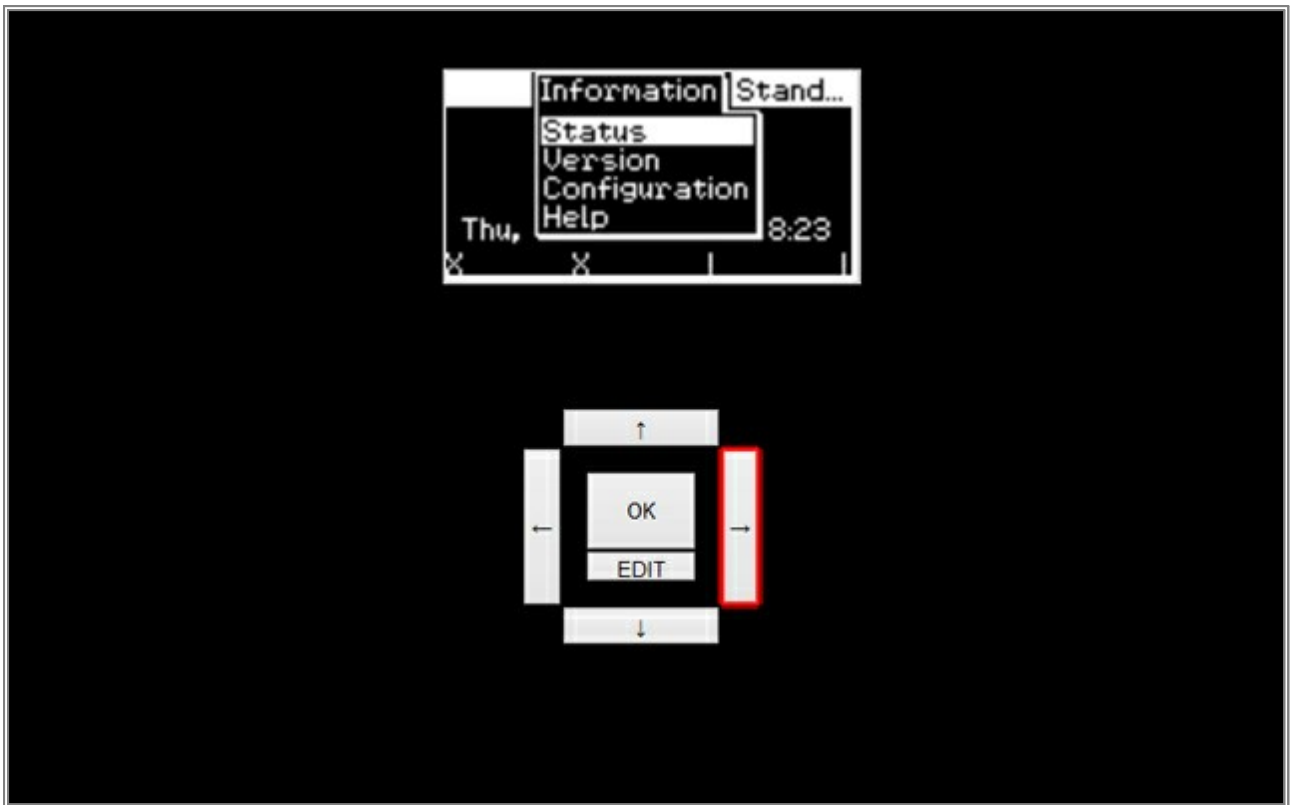 Information Stand...
Status
Version
Configuration
Help
Thu, 8:23
X X | |
↑
← OK →
EDIT
↓